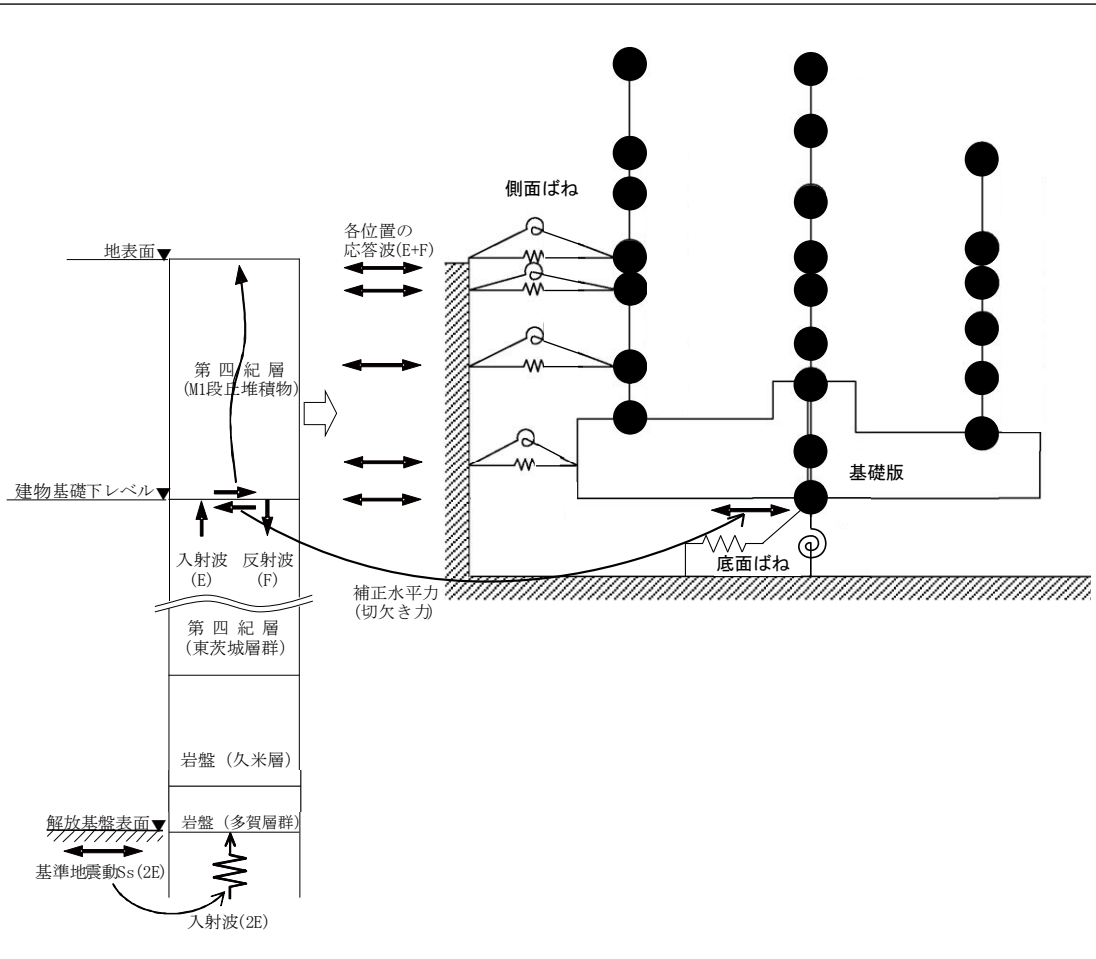 側面ばね
各位置の
応答波(E+F)
地表面
第 四 紀 層
(M1段丘堆積物)
建物基礎下レベル
基礎版
入射波
(E)
反射波
(F)
底面ばね
補正水平力
(切欠き力)
第 四 紀 層
(東茨城層群)
岩盤 (久米層)
解放基盤表面
岩盤 (多賀層群)
基準地震動Ss(2E)
入射波(2E)